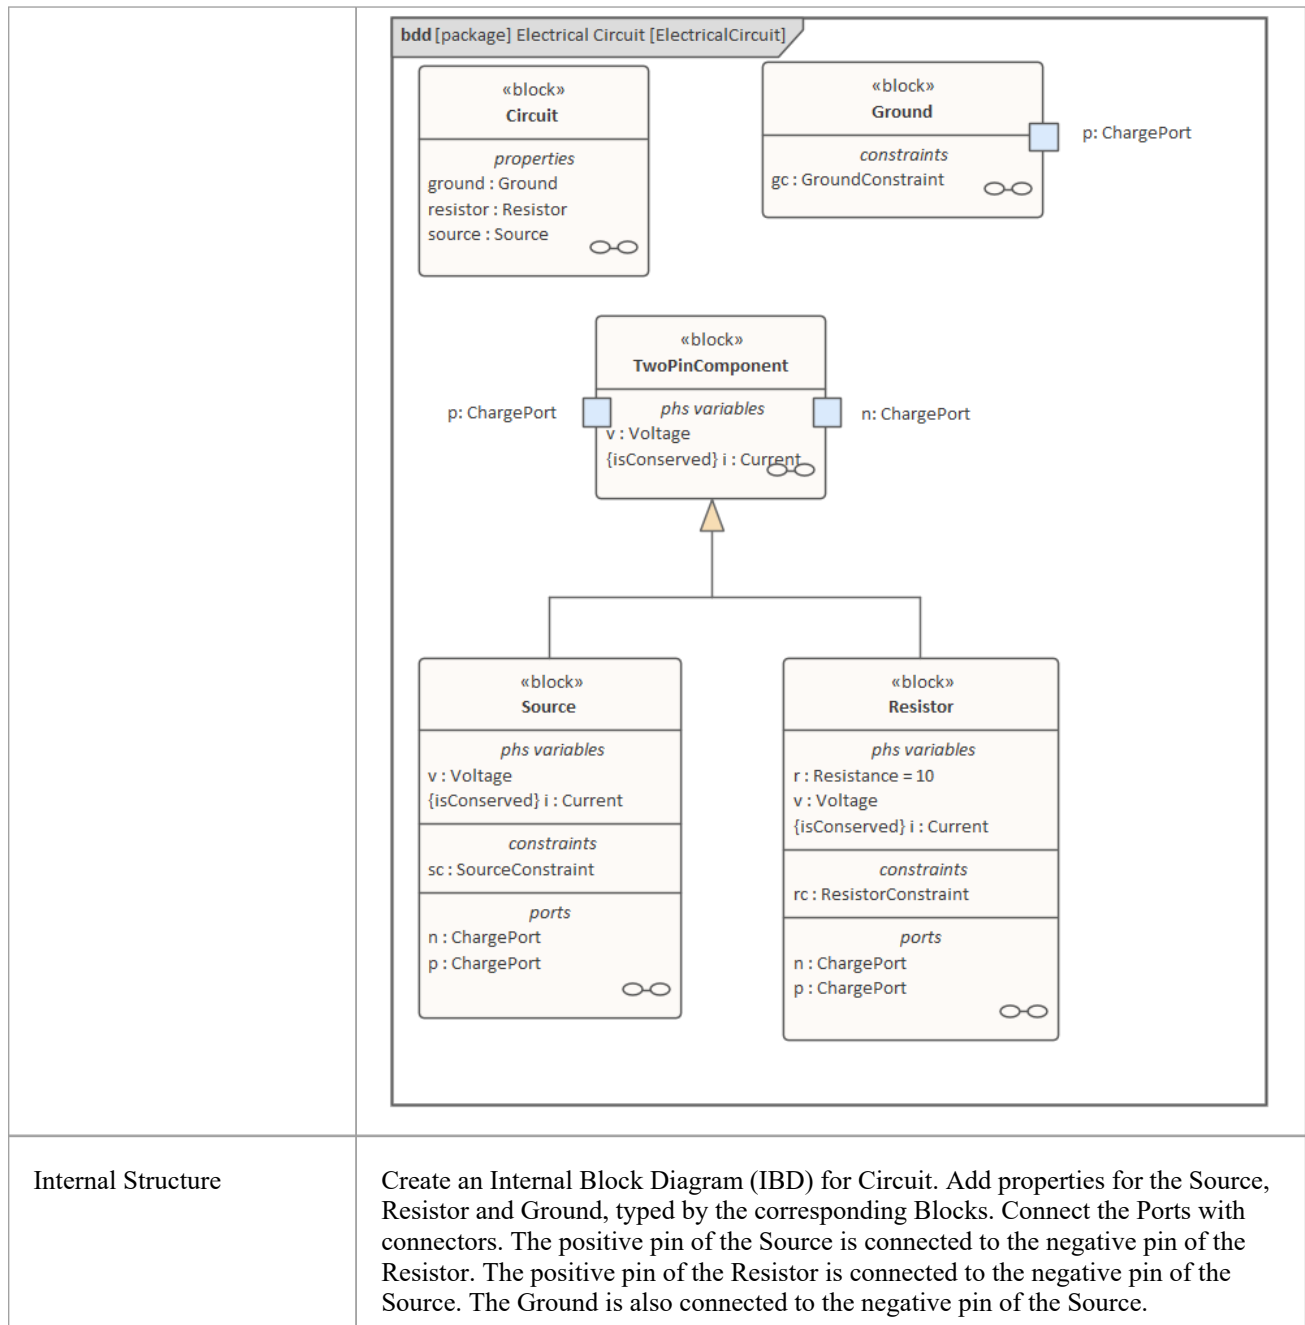 bdd [package] Electrical Circuit [ElectricalCircuit]
«block»
Circuit
properties
ground : Ground
resistor : Resistor
source : Source
«block»
Ground
constraints
gc : GroundConstraint
p: ChargePort
«block»
TwoPinComponent
phs variables
v : Voltage
{isConserved} i : Current
p: ChargePort
n: ChargePort
«block»
Source
phs variables
v : Voltage
{isConserved} i : Current
constraints
sc : SourceConstraint
ports
n : ChargePort
p : ChargePort
«block»
Resistor
phs variables
r : Resistance = 10
v : Voltage
{isConserved} i : Current
constraints
rc : ResistorConstraint
ports
n : ChargePort
p : ChargePort
Internal Structure
Create an Internal Block Diagram (IBD) for Circuit. Add properties for the Source,
Resistor and Ground, typed by the corresponding Blocks. Connect the Ports with
connectors. The positive pin of the Source is connected to the negative pin of the
Resistor. The positive pin of the Resistor is connected to the negative pin of the
Source. The Ground is also connected to the negative pin of the Source.